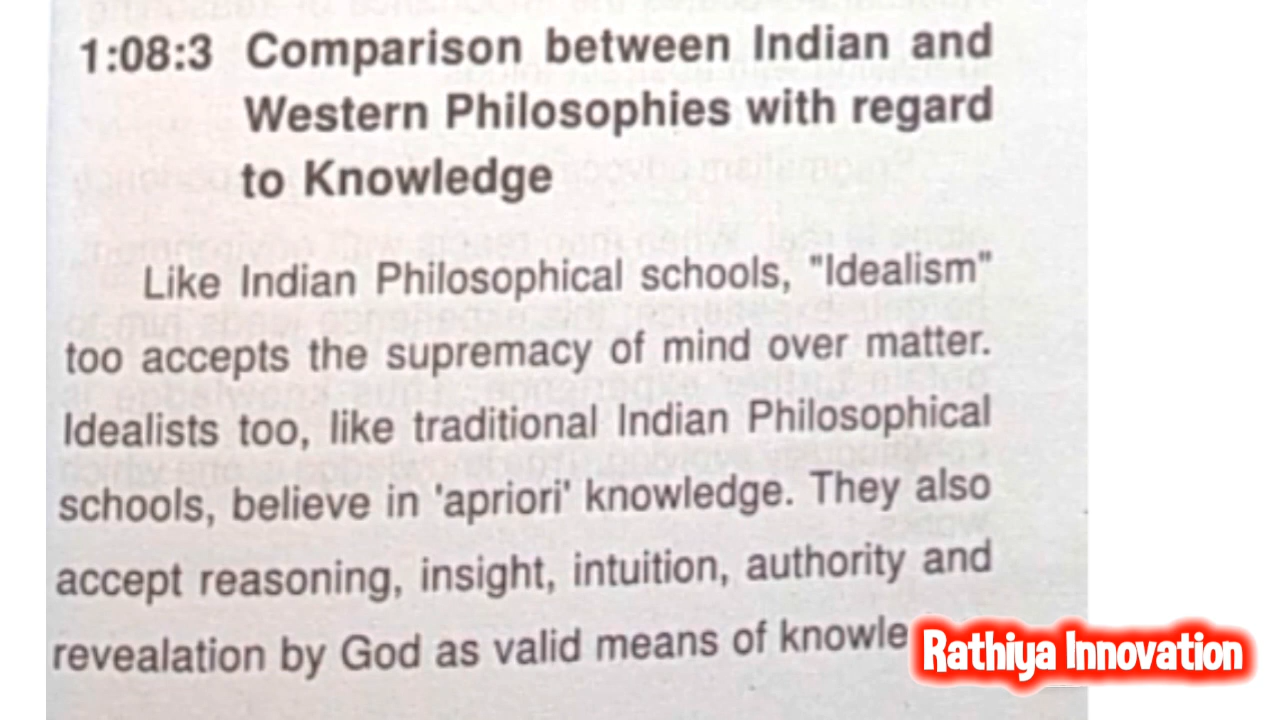 1:08:3 Comparison between Indian and
Western Philosophies with regard
to Knowledge
Like Indian Philosophical schools, "Idealism"
too accepts the supremacy of mind over matter.
Idealists too, like traditional Indian Philosophical
schools, believe in 'apriori' knowledge. They also
accept reasoning, insight, intuition, authority and
revealation by God as valid means of knowle
Rathiya Innovation